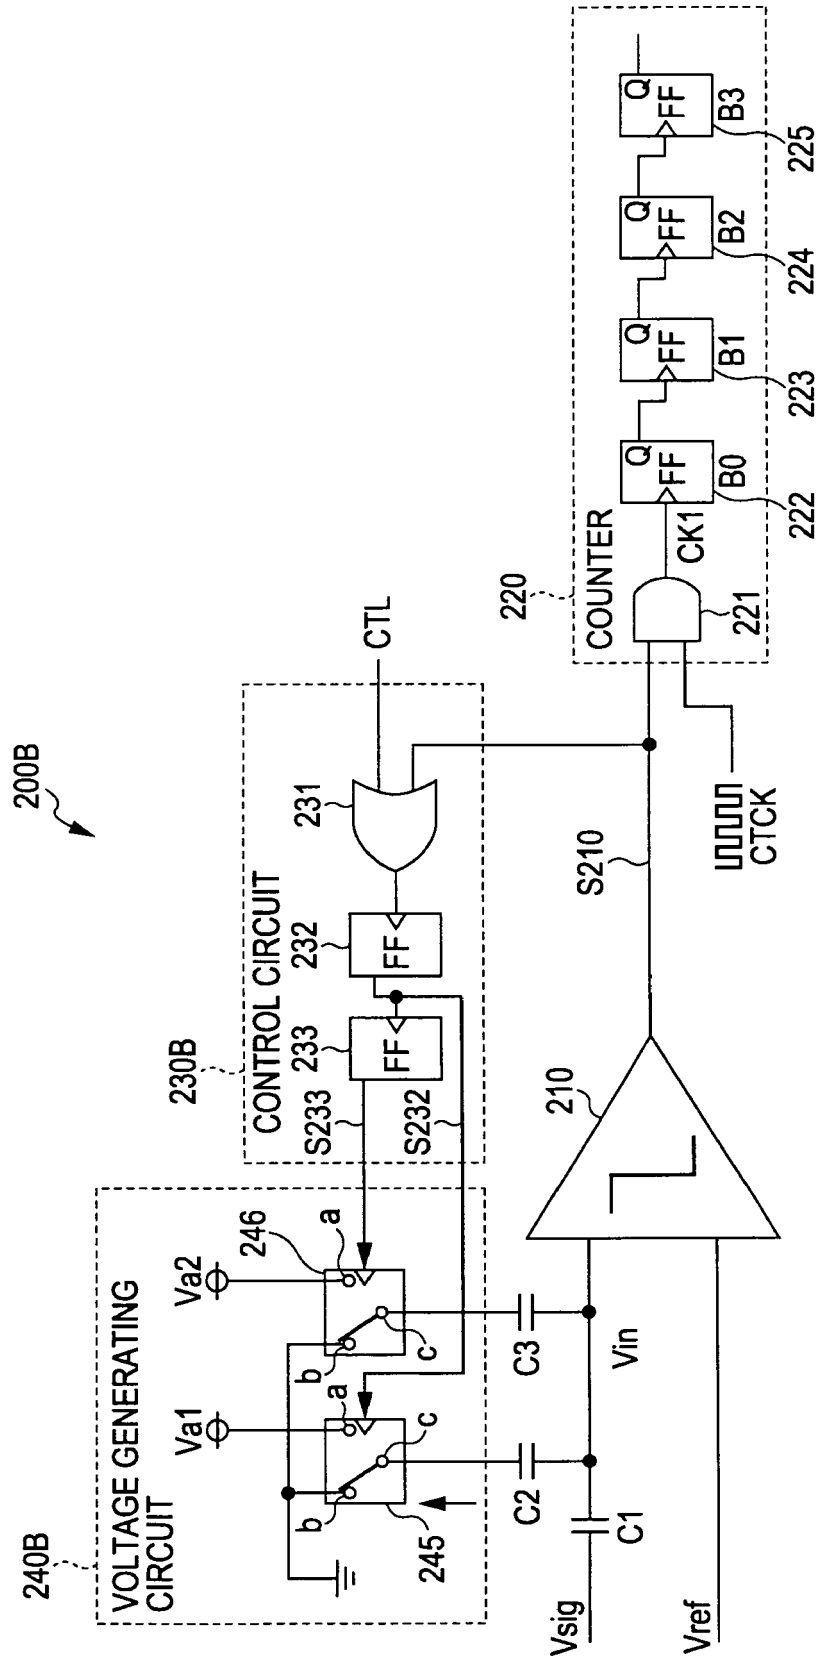 200B
240B
VOLTAGE GENERATING
CIRCUIT
Va1
Va2
a
b
c
a
b
c
245
246
230B
CONTROL CIRCUIT
S233
S232
233
FF
232
FF
231
CTL
Vsig
C1
C2
C3
Vin
Vref
210
S210
CTCK
220
COUNTER
221
CK1
Q
FF
B0
222
Q
FF
B1
223
Q
FF
B2
224
Q
FF
B3
225